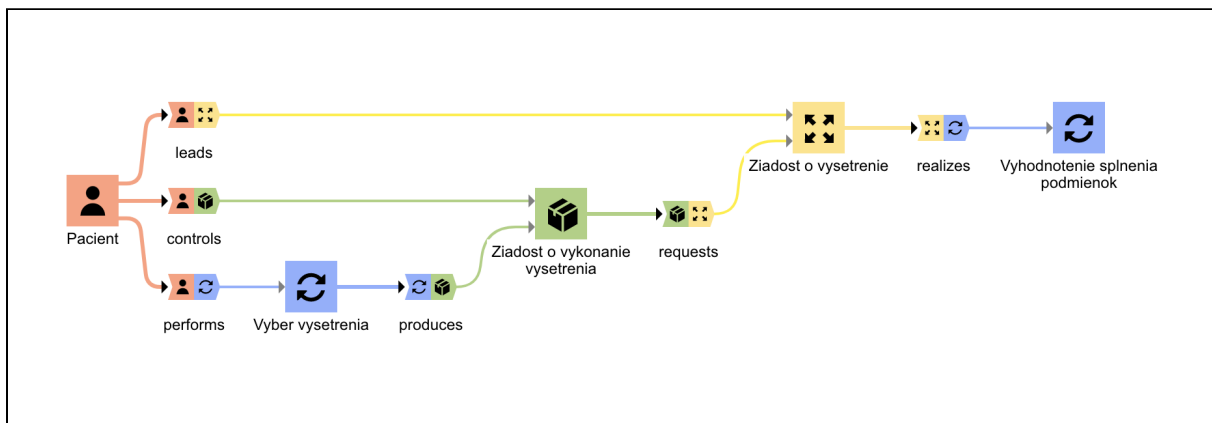 leads
Ziadost o vysetrenie
realizes
Vyhodnotenie splnenia
podmienok
Pacient
controls
Ziadost o vykonanie
vysetrenia
requests
performs
Vyber vysetrenia
produces